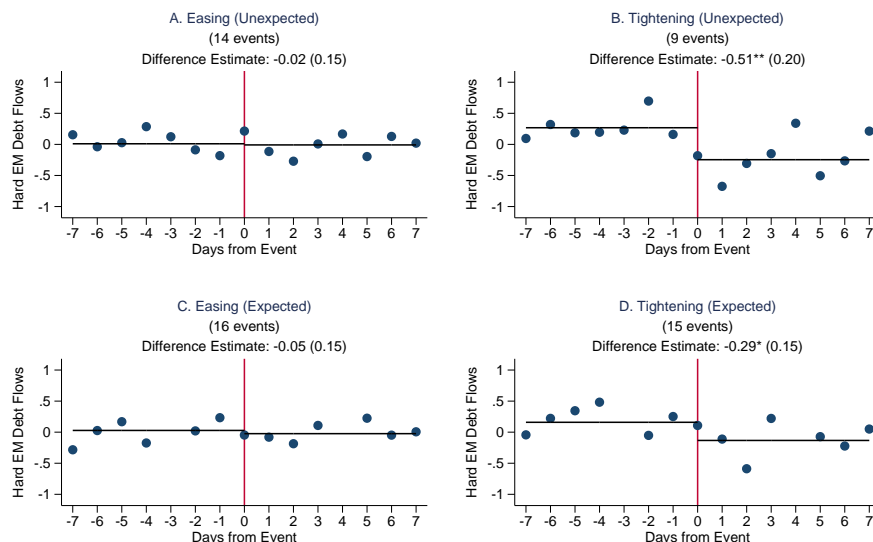 A. Easing (Unexpected)
(14 events)
Difference Estimate: -0.02 (0.15)
Hard EM Debt Flows
1
.5
0
-.5
-1
-7 -6 -5 -4 -3 -2 -1 0 1 2 3 4 5 6 7
Days from Event
B. Tightening (Unexpected)
(9 events)
Difference Estimate: -0.51** (0.20)
Hard EM Debt Flows
1
.5
0
-.5
-1
-7 -6 -5 -4 -3 -2 -1 0 1 2 3 4 5 6 7
Days from Event
C. Easing (Expected)
(16 events)
Difference Estimate: -0.05 (0.15)
Hard EM Debt Flows
1
.5
0
-.5
-1
-7 -6 -5 -4 -3 -2 -1 0 1 2 3 4 5 6 7
Days from Event
D. Tightening (Expected)
(15 events)
Difference Estimate: -0.29* (0.15)
Hard EM Debt Flows
1
.5
0
-.5
-1
-7 -6 -5 -4 -3 -2 -1 0 1 2 3 4 5 6 7
Days from Event